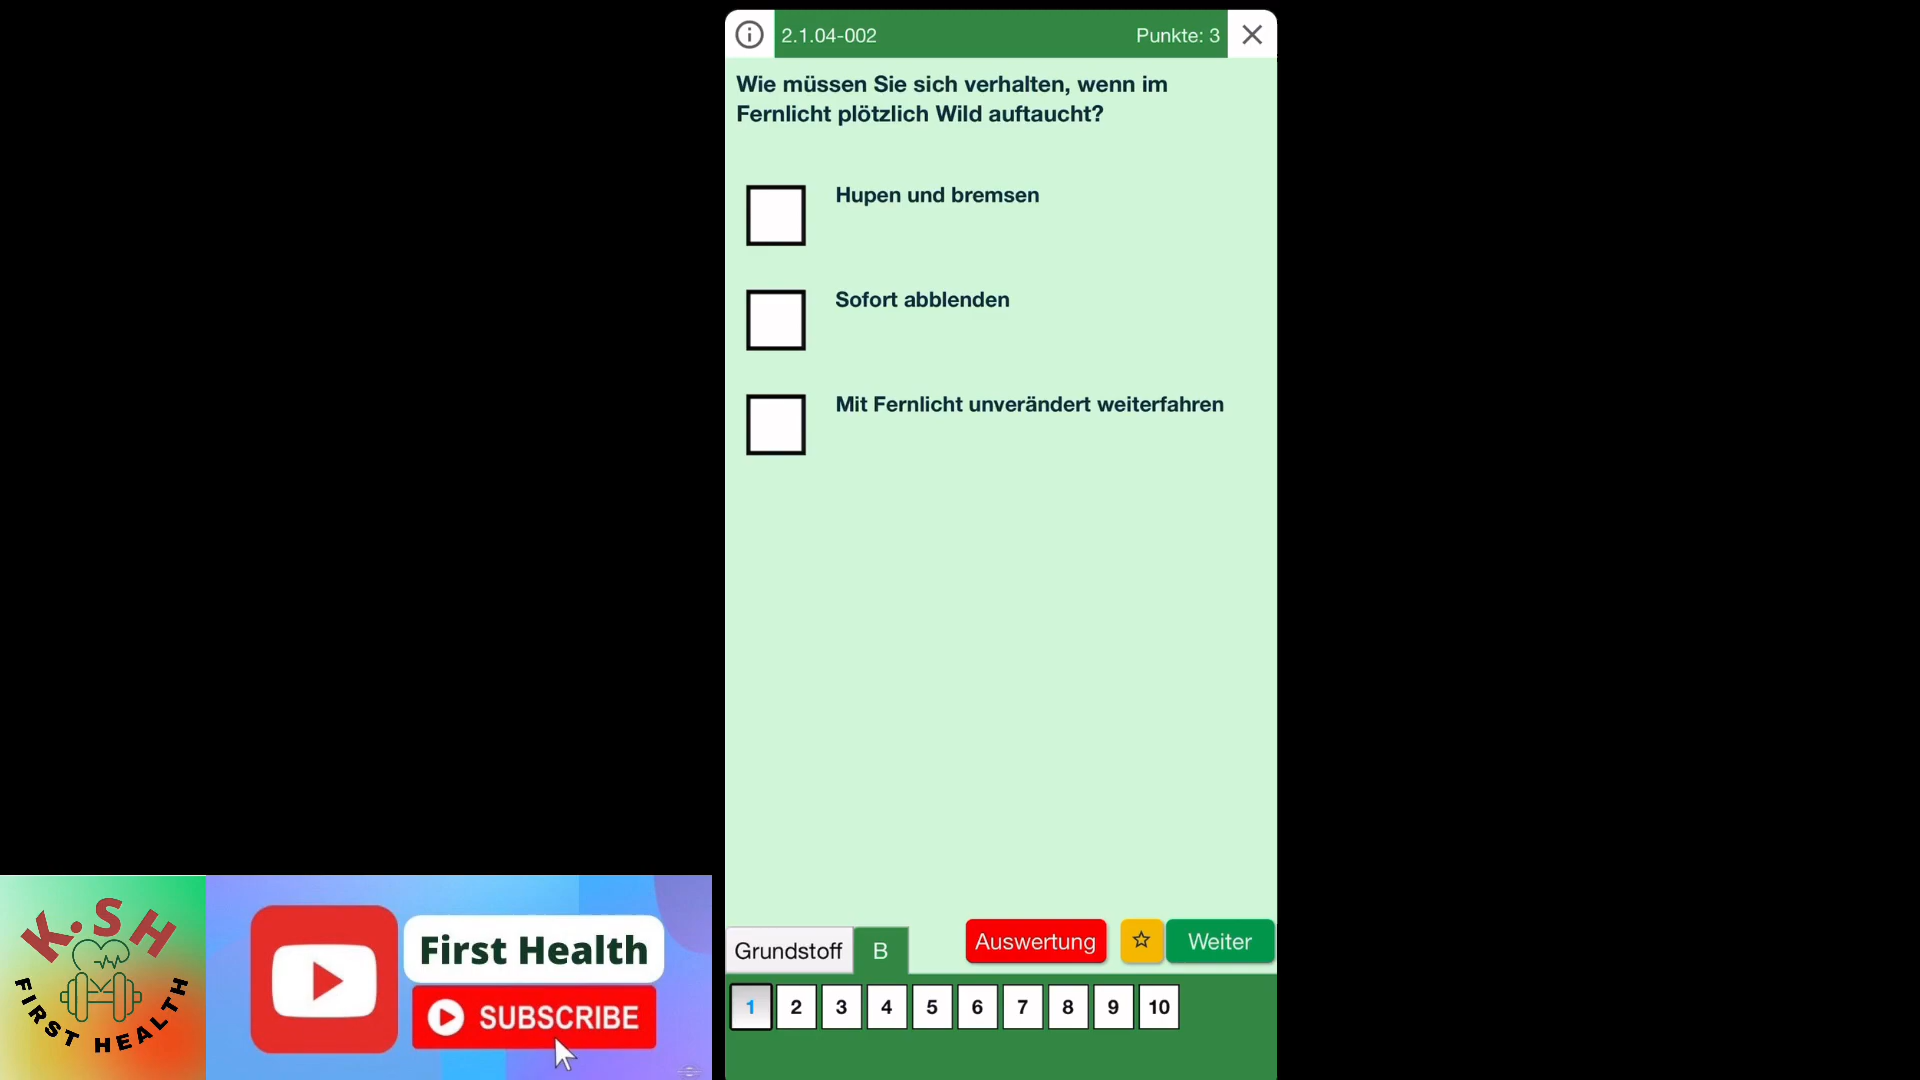 2.1.04-002
Punkte: 3
Wie müssen Sie sich verhalten, wenn im
Fernlicht plötzlich Wild auftaucht?
Hupen und bremsen
Sofort abblenden
Mit Fernlicht unverändert weiterfahren
Grundstoff
B
Auswertung
Weiter
1 2 3 4 5 6 7 8 9 10
K.SH
FIRST HEALTH
First Health
SUBSCRIBE